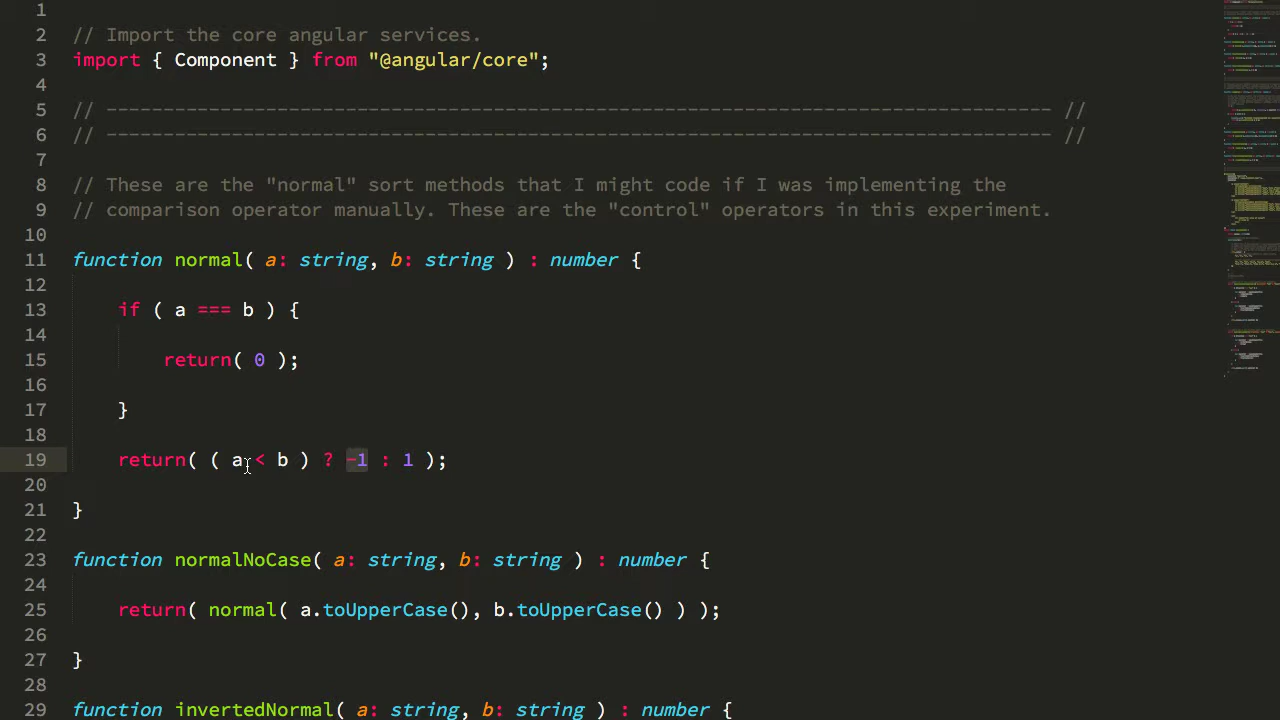 1
2 // Import the core angular services.
3 import { Component } from "@angular/core";
4
5 // ----------------------------------------------------------------------------------- //
6 // ----------------------------------------------------------------------------------- //
7
8 // These are the "normal" sort methods that I might code if I was implementing the
9 // comparison operator manually. These are the "control" operators in this experiment.
10
11 function normal( a: string, b: string ) : number {
12
13 if ( a === b ) {
14
15 return( 0 );
16
17 }
18
19 return( ( a < b ) ? -1 : 1 );
20
21 }
22
23 function normalNoCase( a: string, b: string ) : number {
24
25 return( normal( a.toUpperCase(), b.toUpperCase() ) );
26
27 }
28
29 function invertedNormal( a: string, b: string ) : number {